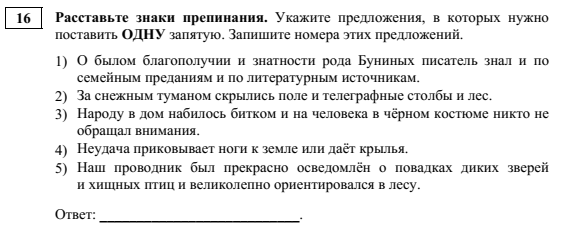 16 Расставьте знаки препинания. Укажите предложения, в которых нужно
поставить ОДНУ запятую. Запишите номера этих предложений.
1) О былом благополучии и знатности рода Буниных писатель знал и по
семейным преданиям и по литературным источникам.
2) За снежным туманом скрылись поле и телеграфные столбы и лес.
3) Народу в дом набилось битком и на человека в чёрном костюме никто не
обращал внимания.
4) Неудача приковывает ноги к земле или даёт крылья.
5) Наш проводник был прекрасно осведомлён о повадках диких зверей
и хищных птиц и великолепно ориентировался в лесу.
Ответ: ___________________________.